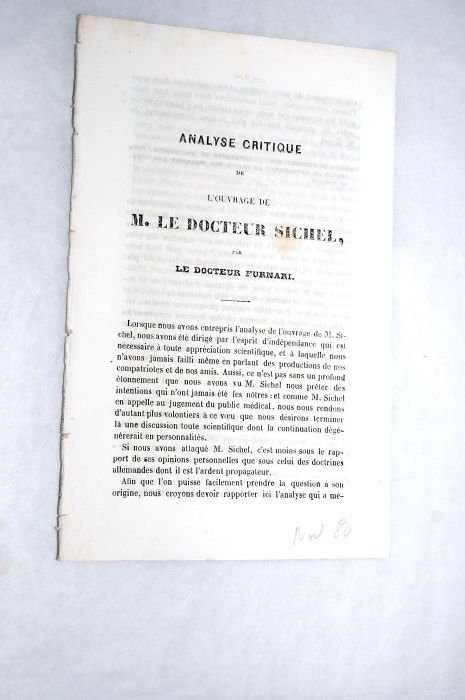 ANALYSE CRITIQUE
DE
L'OUVRAGE DE
M. LE DOCTEUR SICHEL,
PAR
LE DOCTEUR FURNARI.
Lorsque nous avons entrepris l'analyse de l'ouvrage de M. Si-
chel, nous avons été dirigé par l'esprit d'indépendance qui est
nécessaire à toute appréciation scientifique, et à laquelle nous
n'avons jamais failli même en parlant des productions de nos
compatriotes et de nos amis. Aussi, ce n'est pas sans un profond
étonnement que nous avons vu M. Sichel nous prêter des
intentions qui n'ont jamais été les nôtres; et comme M. Sichel
en appelle au jugement du public médical, nous nous rendons
d'autant plus volontiers à ce vœu que nous désirons terminer
là une discussion toute scientifique dont la continuation dégé-
nérerait en personnalités.
Si nous avons attaqué M. Sichel, c'est moins sous le rap-
port de ses opinions personnelles que sous celui des doctrines
allemandes dont il est l'ardent propagateur.
Afin que l'on puisse facilement prendre la question à son
origine, nous croyons devoir rapporter ici l'analyse qui a mé-